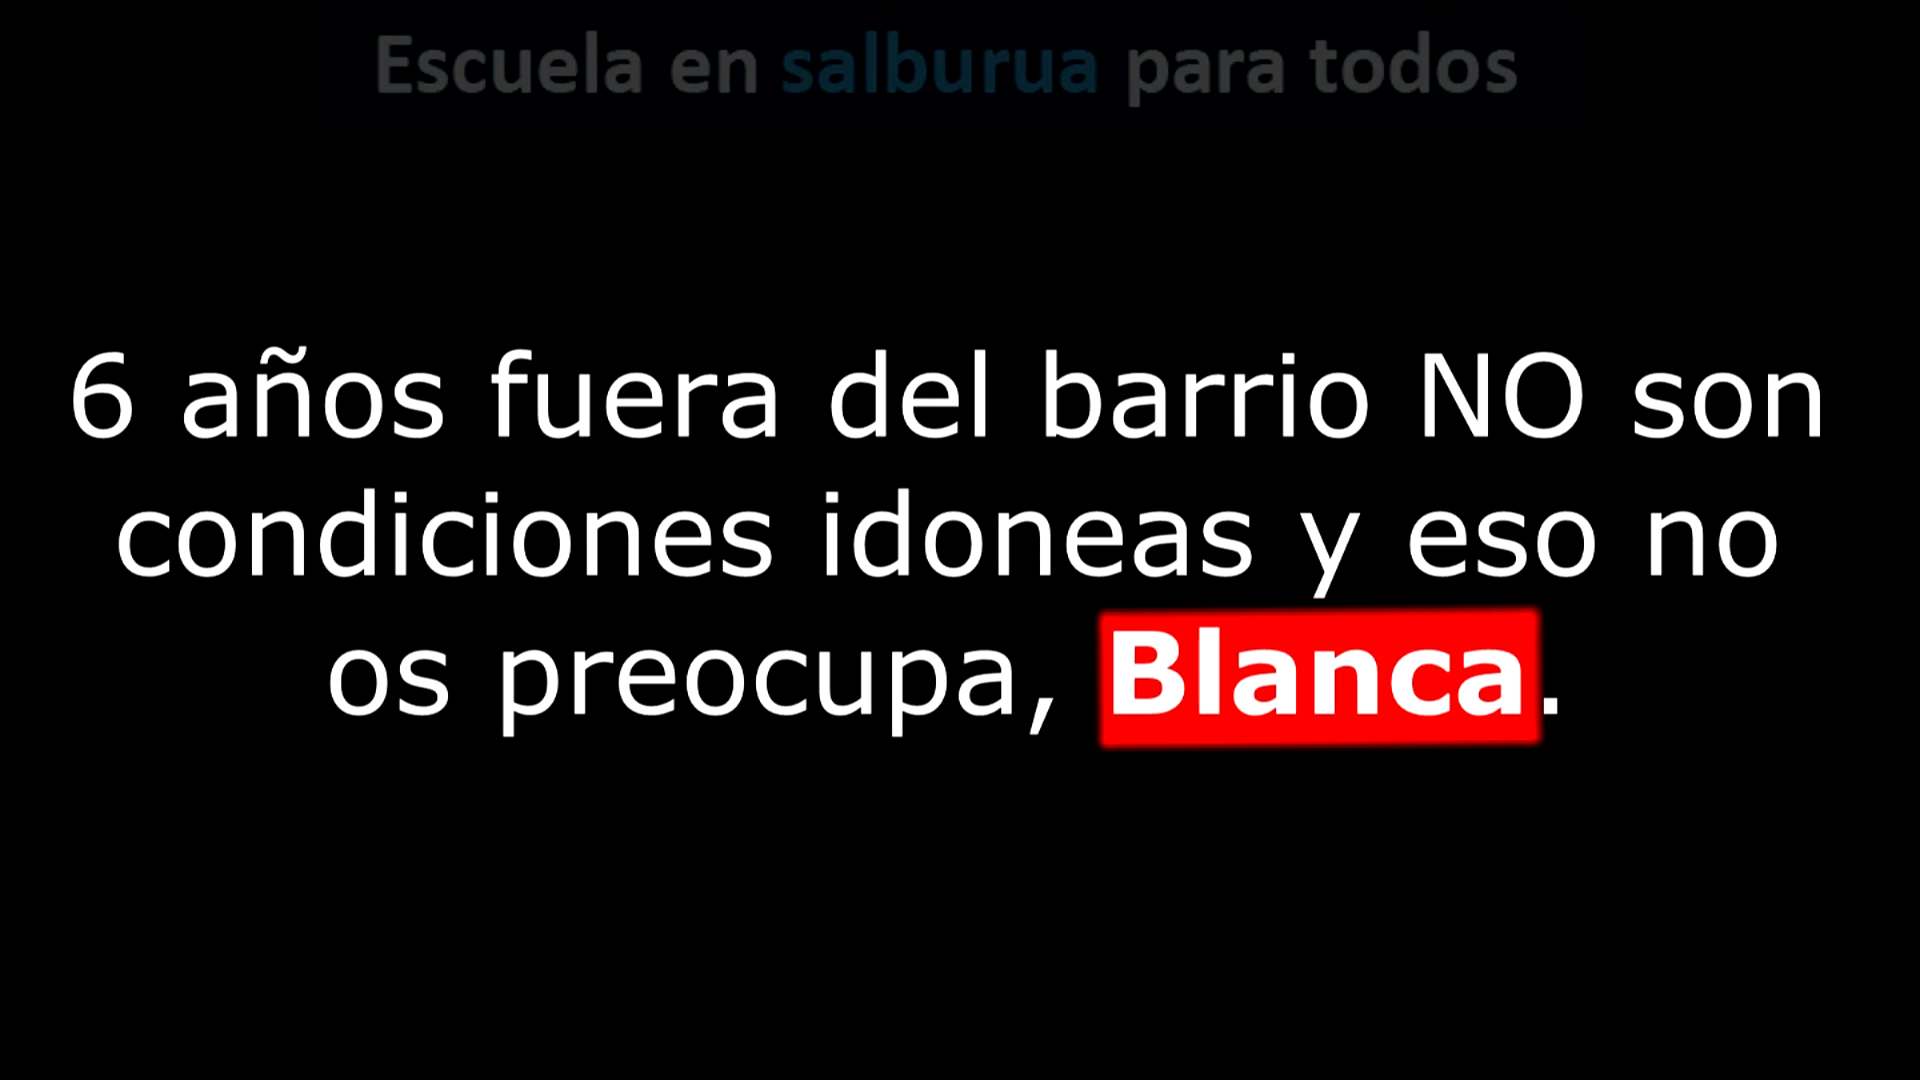 Escuela en salburua para todos
6 años fuera del barrio NO son
condiciones idoneas y eso no
os preocupa, Blanca.